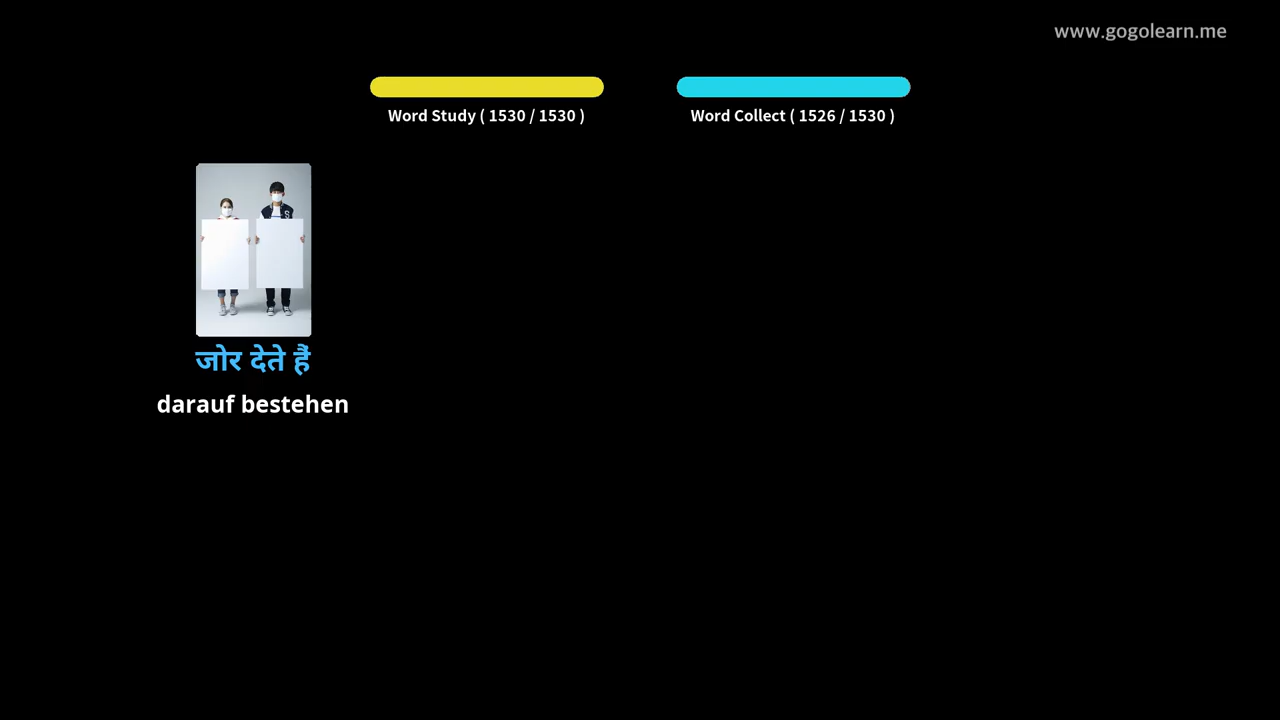 www.gogolearn.me
Word Study ( 1530 / 1530 )
Word Collect ( 1526 / 1530 )
जोर देते हैं
darauf bestehen